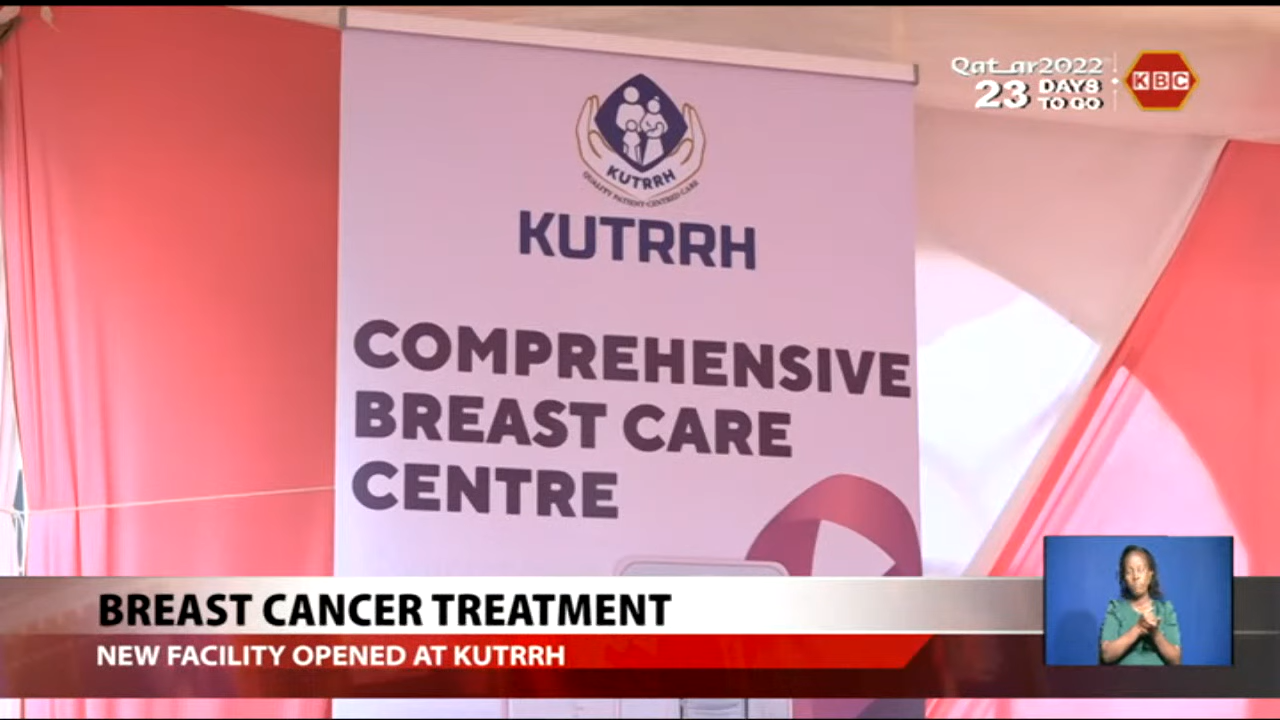 Qatar2022
23 DAYS
TO GO
KBC
KUTRRH
QUALITY PATIENT-CENTRED CARE
KUTRRH
COMPREHENSIVE
BREAST CARE
CENTRE
BREAST CANCER TREATMENT
NEW FACILITY OPENED AT KUTRRH